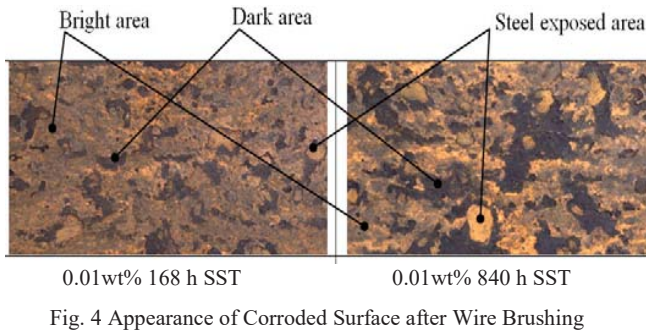 Bright area
Dark area
Steel exposed area
0.01wt% 168 h SST
0.01wt% 840 h SST
Fig. 4 Appearance of Corroded Surface after Wire Brushing